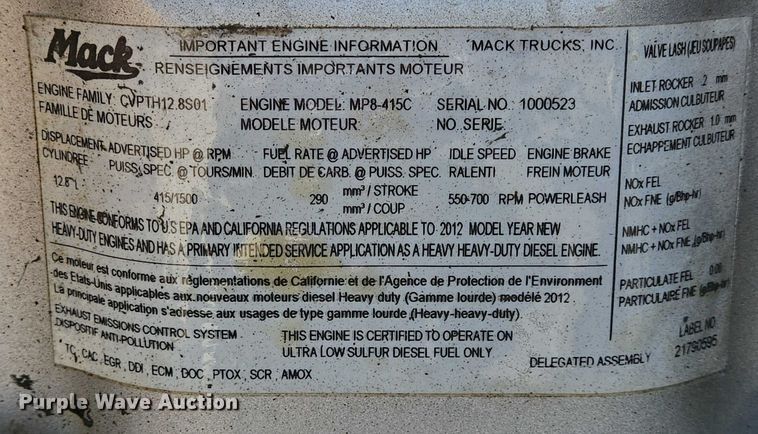 Mack IMPORTANT ENGINE INFORMATION MACK TRUCKS, INC.
RENSEIGNEMENTS IMPORTANTS MOTEUR
ENGINE FAMILY: CVPTH12.8S01 ENGINE MODEL: MP8-415C SERIAL NO.: 1000523
FAMILLE DE MOTEURS MODELE MOTEUR NO. SERIE
DISPLACEMENT ADVERTISED HP @ RPM FUEL RATE @ ADVERTISED HP IDLE SPEED ENGINE BRAKE
CYLINDREE PUISS. SPEC. @ TOURS/MIN. DEBIT DE CARB. @ PUISS. SPEC. RALENTI FREIN MOTEUR
12.8 L 415/1500 290 mm³ / STROKE 550-700 RPM POWERLEASH
mm³ / COUP
THIS ENGINE CONFORMS TO U.S EPA AND CALIFORNIA REGULATIONS APPLICABLE TO 2012 MODEL YEAR NEW
HEAVY-DUTY ENGINES AND HAS A PRIMARY INTENDED SERVICE APPLICATION AS A HEAVY HEAVY-DUTY DIESEL ENGINE.
Ce moteur est conforme aux réglementations de Californie et de l'Agence de Protection de l'Environment
des Etats-Unis applicables aux nouveaux moteurs diesel Heavy duty (Gamme lourde) modélé 2012.
La principale application s'adresse aux usages de type gamme lourde (Heavy-heavy-duty).
EXHAUST EMISSIONS CONTROL SYSTEM THIS ENGINE IS CERTIFIED TO OPERATE ON
DISPOSITIF ANTI-POLLUTION ULTRA LOW SULFUR DIESEL FUEL ONLY
TC, CAC, EGR, DDI, ECM, DOC, PTOX, SCR, AMOX DELEGATED ASSEMBLY
VALVE LASH (JEU SOUPAPES)
INLET ROCKER .2 mm
ADMISSION CULBUTEUR
EXHAUST ROCKER 1.0 mm
ECHAPPEMENT CULBUTEUR
NOx FEL
NOx FNE (g/Bhp-hr)
NMHC + NOx FEL
NMHC + NOx FNE (g/Bhp-hr)
PARTICULATE FEL 0.00
PARTICULAIRE FNE (g/Bhp-hr)
LABEL NO.
21790595
Purple Wave Auction